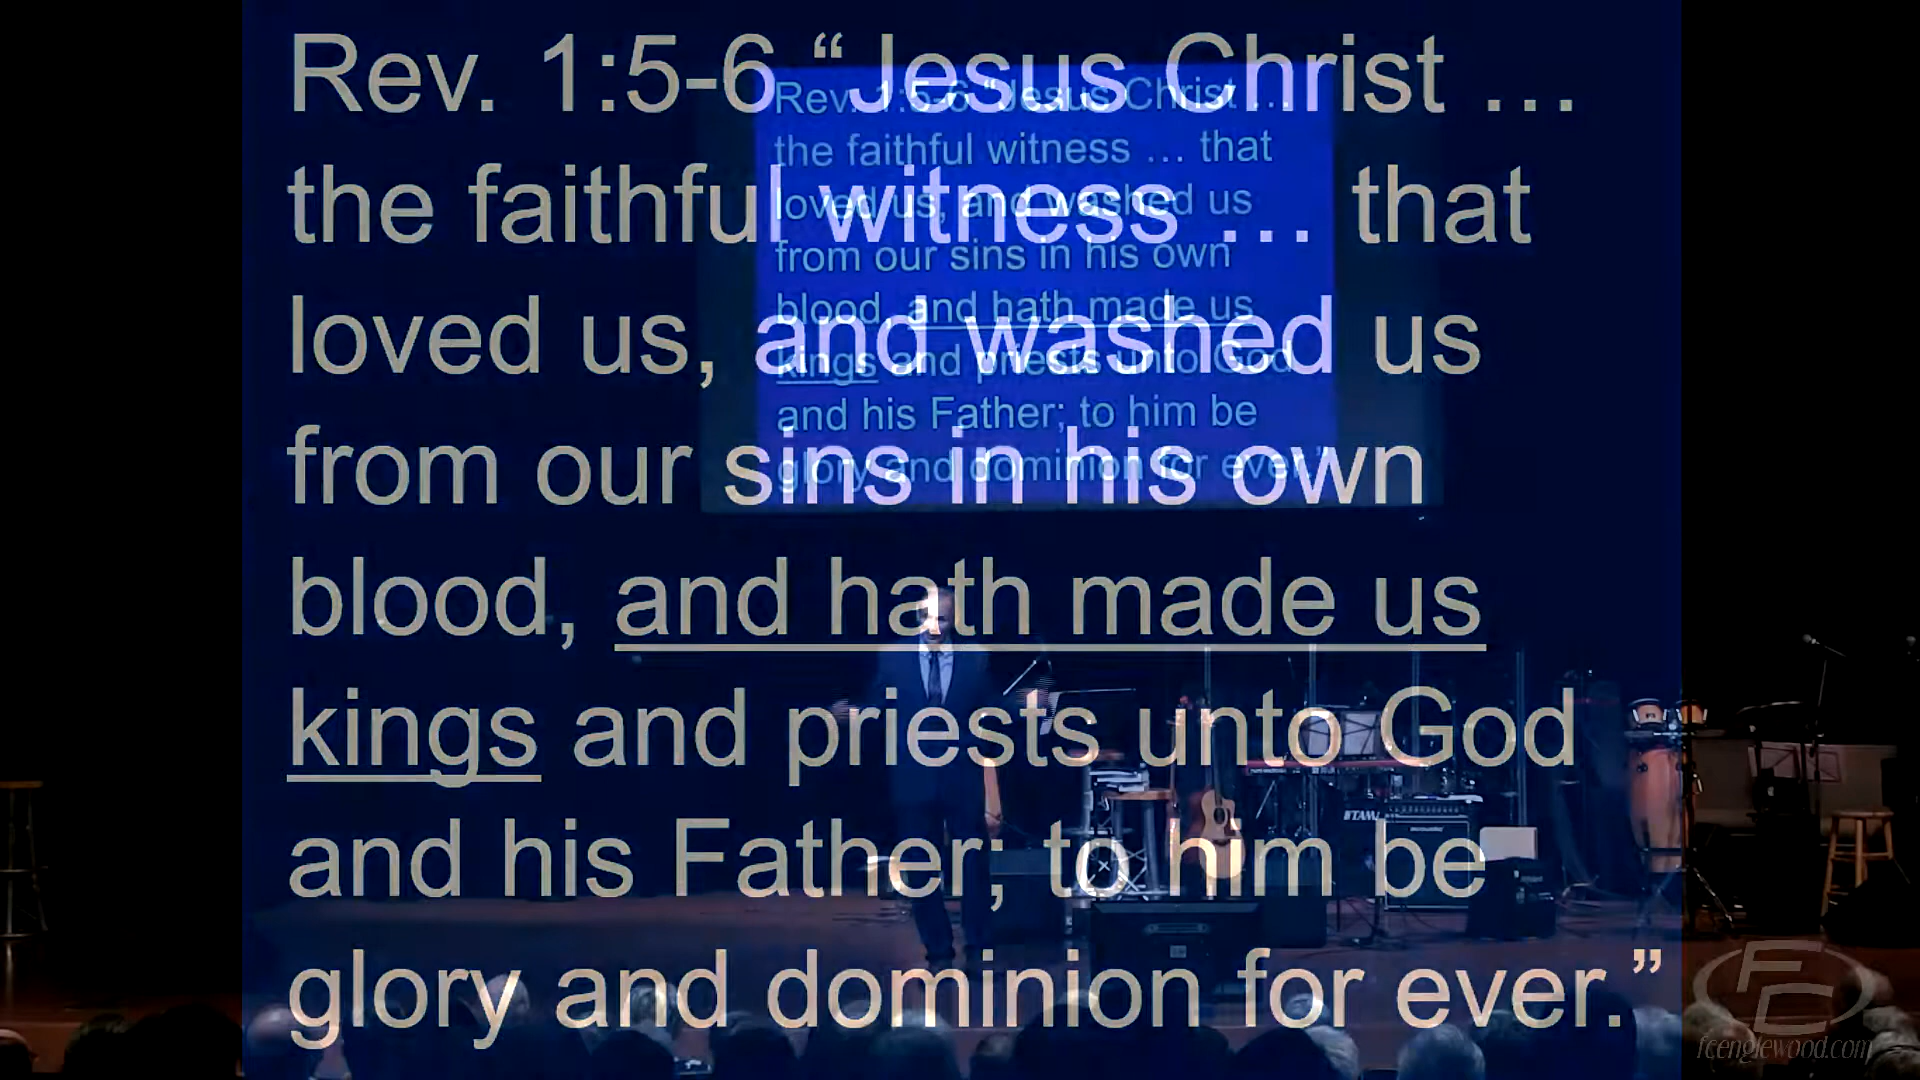 Rev. 1:5-6 “Jesus Christ …
the faithful witness … that
loved us, and washed us
from our sins in his own
blood, and hath made us
kings and priests unto God
and his Father; to him be
glory and dominion for ever.”
Rev. 1:5-6 “Jesus Christ …
the faithful witness … that
loved us, and washed us
from our sins in his own
blood, and hath made us
kings and priests unto God
and his Father; to him be
glory and dominion for ever.”
TAMA
FC
fcenglewood.com